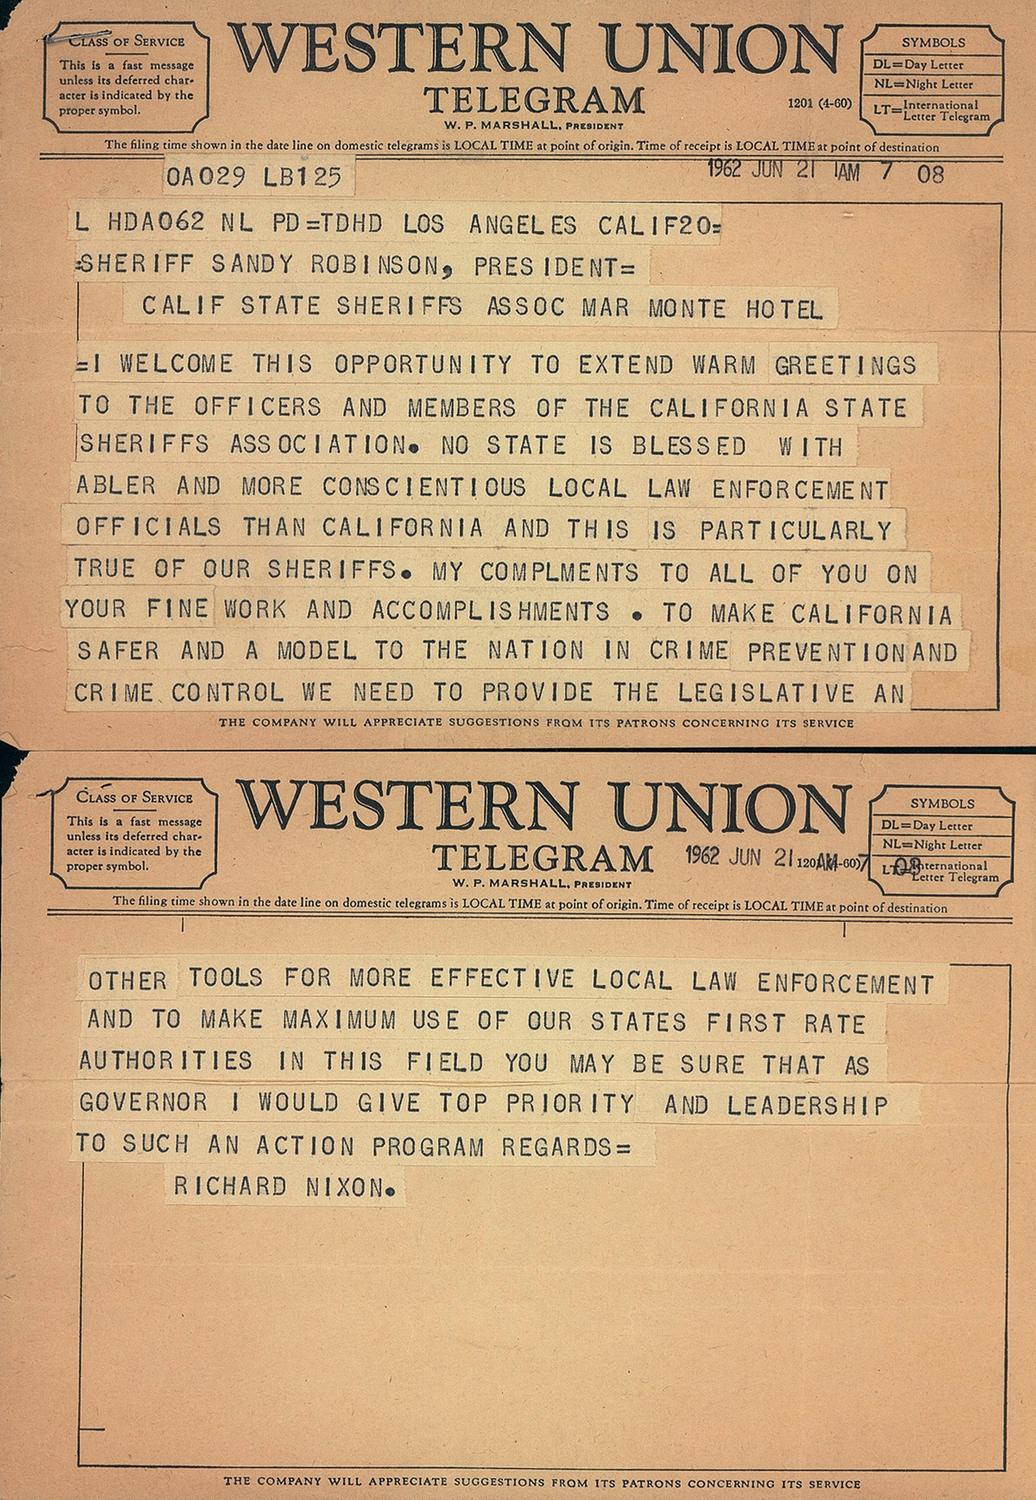 CLASS OF SERVICE
This is a fast message
unless its deferred char-
acter is indicated by the
proper symbol.
WESTERN UNION
TELEGRAM
W. P. MARSHALL, PRESIDENT
1201 (4-60)
SYMBOLS
DL=Day Letter
NL=Night Letter
LT=International Letter Telegram
The filing time shown in the date line on domestic telegrams is LOCAL TIME at point of origin. Time of receipt is LOCAL TIME at point of destination
OA029 LB125
1962 JUN 21 AM 7 08
L HDA062 NL PD=TDHD LOS ANGELES CALIF20=
=SHERIFF SANDY ROBINSON, PRESIDENT=
CALIF STATE SHERIFFS ASSOC MAR MONTE HOTEL
=I WELCOME THIS OPPORTUNITY TO EXTEND WARM GREETINGS
TO THE OFFICERS AND MEMBERS OF THE CALIFORNIA STATE
SHERIFFS ASSOCIATION. NO STATE IS BLESSED WITH
ABLER AND MORE CONSCIENTIOUS LOCAL LAW ENFORCEMENT
OFFICIALS THAN CALIFORNIA AND THIS IS PARTICULARLY
TRUE OF OUR SHERIFFS. MY COMPLMENTS TO ALL OF YOU ON
YOUR FINE WORK AND ACCOMPLISHMENTS . TO MAKE CALIFORNIA
SAFER AND A MODEL TO THE NATION IN CRIME PREVENTION AND
CRIME CONTROL WE NEED TO PROVIDE THE LEGISLATIVE AN
THE COMPANY WILL APPRECIATE SUGGESTIONS FROM ITS PATRONS CONCERNING ITS SERVICE
CLASS OF SERVICE
This is a fast message
unless its deferred char-
acter is indicated by the
proper symbol.
WESTERN UNION
TELEGRAM
W. P. MARSHALL, PRESIDENT
1962 JUN 21 AM 7 08
1201 (4-60)
SYMBOLS
DL=Day Letter
NL=Night Letter
LT=International Letter Telegram
The filing time shown in the date line on domestic telegrams is LOCAL TIME at point of origin. Time of receipt is LOCAL TIME at point of destination
OTHER TOOLS FOR MORE EFFECTIVE LOCAL LAW ENFORCEMENT
AND TO MAKE MAXIMUM USE OF OUR STATES FIRST RATE
AUTHORITIES IN THIS FIELD YOU MAY BE SURE THAT AS
GOVERNOR I WOULD GIVE TOP PRIORITY AND LEADERSHIP
TO SUCH AN ACTION PROGRAM REGARDS=
RICHARD NIXON.
THE COMPANY WILL APPRECIATE SUGGESTIONS FROM ITS PATRONS CONCERNING ITS SERVICE